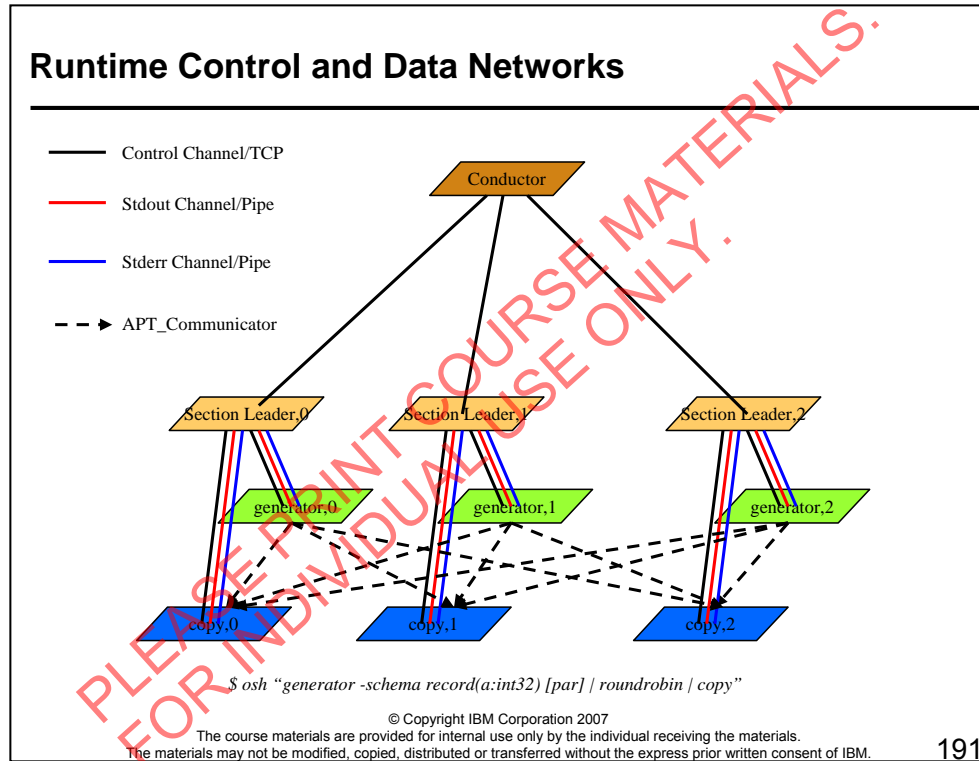 Runtime Control and Data Networks
Control Channel/TCP
Stdout Channel/Pipe
Stderr Channel/Pipe
APT_Communicator
Conductor
Section Leader,0
Section Leader,1
Section Leader,2
generator,0
generator,1
generator,2
copy,0
copy,1
copy,2
$ osh “generator -schema record(a:int32) [par] | roundrobin | copy”
© Copyright IBM Corporation 2007
The course materials are provided for internal use only by the individual receiving the materials.
The materials may not be modified, copied, distributed or transferred without the express prior written consent of IBM.
191
PLEASE PRINT COURSE MATERIALS.
FOR INDIVIDUAL USE ONLY.